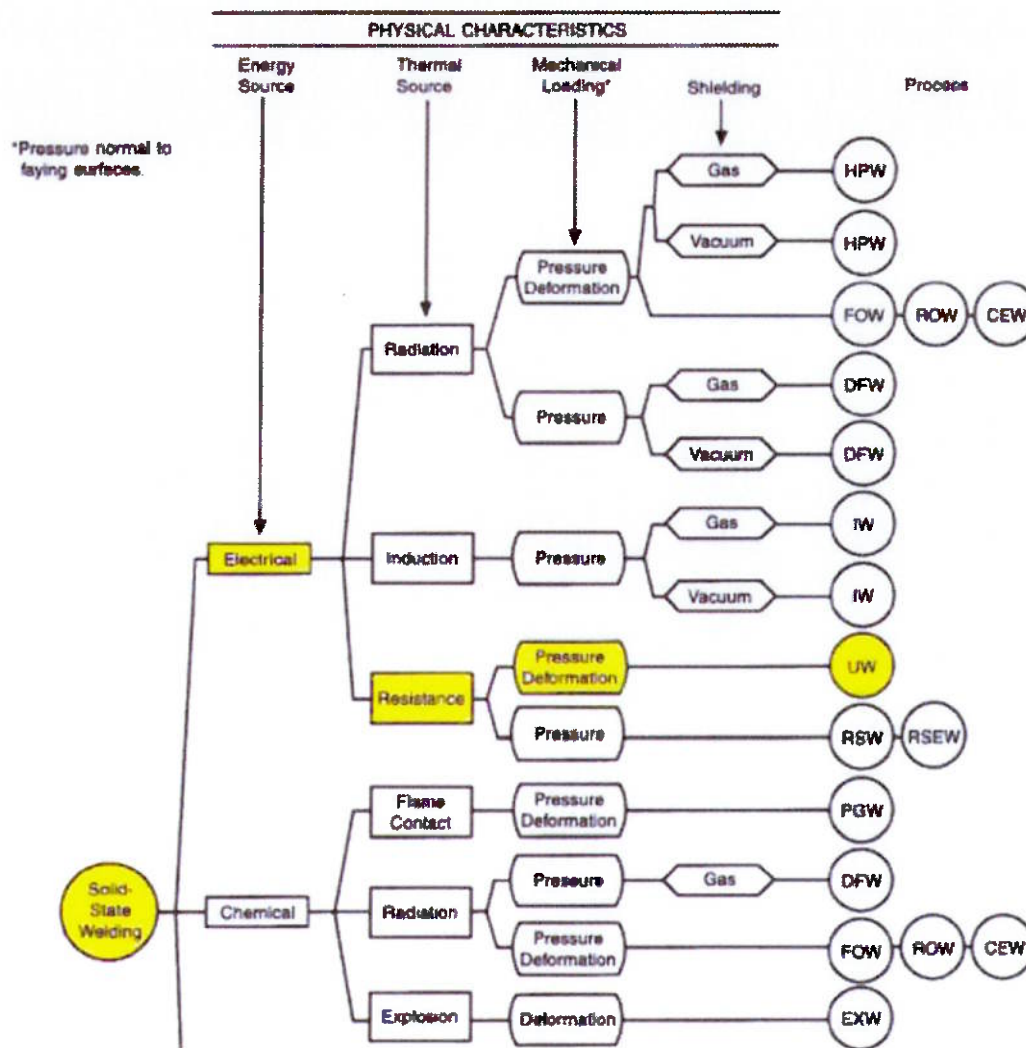 PHYSICAL CHARACTERISTICS
Energy
Source
Thermal
Source
Mechanical
Loading*
Shielding
Process
*Pressure normal to
faying surfaces.
Gas
HPW
Vacuum
HPW
Pressure
Deformation
FOW
ROW
CEW
Radiation
Gas
DFW
Pressure
Vacuum
DFW
Gas
IW
Electrical
Induction
Pressure
Vacuum
IW
Pressure
Deformation
UW
Resistance
Pressure
RSW
RSEW
Flame
Contact
Pressure
Deformation
PGW
Solid-
State
Welding
Chemical
Radiation
Pressure
Gas
DFW
Pressure
Deformation
FOW
ROW
CEW
Explosion
Deformation
EXW